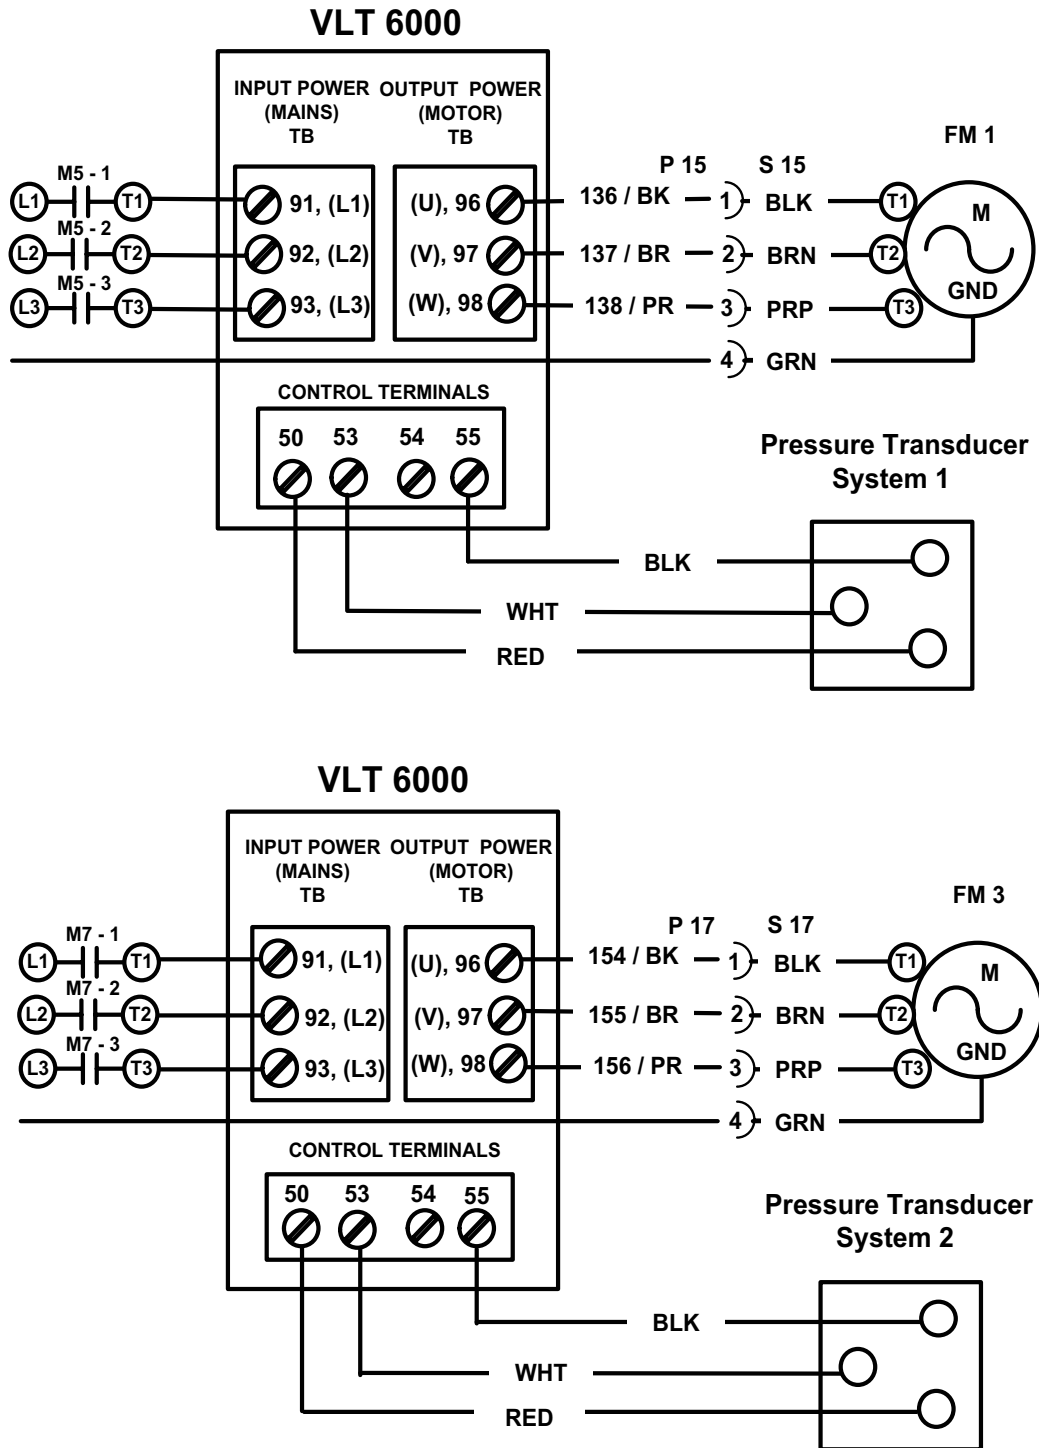 VLT 6000
INPUT POWER OUTPUT POWER
(MAINS) (MOTOR)
TB TB
FM 1
P 15 S 15
L1 M5 - 1 T1 91, (L1) (U), 96 136 / BK 1 BLK T1
M
L2 M5 - 2 T2 92, (L2) (V), 97 137 / BR 2 BRN T2
GND
L3 M5 - 3 T3 93, (L3) (W), 98 138 / PR 3 PRP T3
4 GRN
CONTROL TERMINALS
50 53 54 55
Pressure Transducer
System 1
BLK
WHT
RED
VLT 6000
INPUT POWER OUTPUT POWER
(MAINS) (MOTOR)
TB TB
FM 3
P 17 S 17
L1 M7 - 1 T1 91, (L1) (U), 96 154 / BK 1 BLK T1
M
L2 M7 - 2 T2 92, (L2) (V), 97 155 / BR 2 BRN T2
GND
L3 M7 - 3 T3 93, (L3) (W), 98 156 / PR 3 PRP T3
4 GRN
CONTROL TERMINALS
50 53 54 55
Pressure Transducer
System 2
BLK
WHT
RED